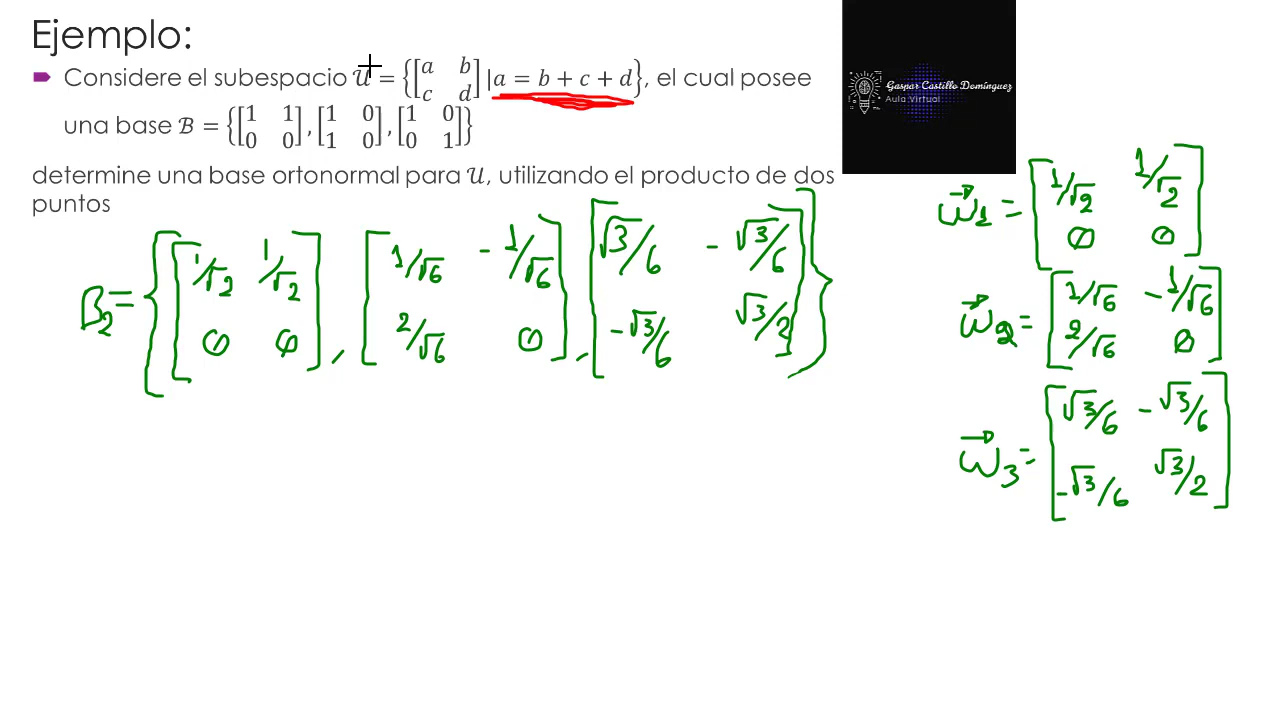 Ejemplo:
Considere el subespacio 𝒰 = {[a b; c d] | a = b + c + d}, el cual posee
una base ℬ = {[1 1; 0 0], [1 0; 1 0], [1 0; 0 1]}
determine una base ortonormal para 𝒰, utilizando el producto de dos
puntos
Gaspar Castillo Domínguez
Aula Virtual
B₂ = {[1/√2 1/√2; 0 0], [1/√6 -1/√6; 2/√6 0], [√3/6 -√3/6; -√3/6 √3/2]}
w⃗₁ = [1/√2 1/√2; 0 0]
w⃗₂ = [1/√6 -1/√6; 2/√6 0]
w⃗₃ = [√3/6 -√3/6; -√3/6 √3/2]